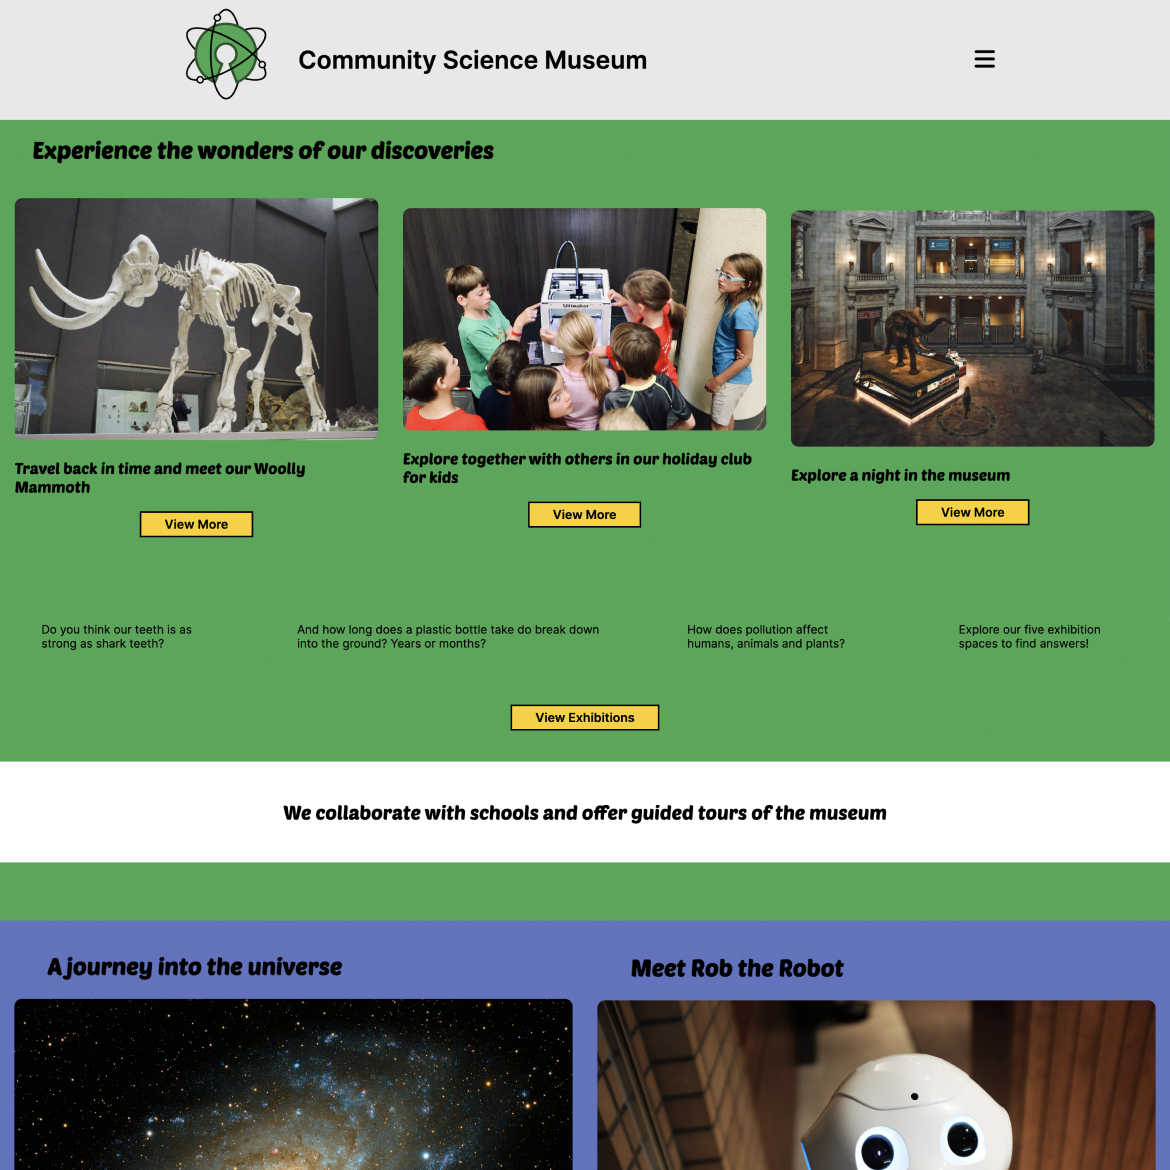 Community Science Museum
Experience the wonders of our discoveries
Ultimaker
Travel back in time and meet our Woolly
Mammoth
View More
Explore together with others in our holiday club
for kids
View More
Explore a night in the museum
View More
Do you think our teeth is as
strong as shark teeth?
And how long does a plastic bottle take do break down
into the ground? Years or months?
How does pollution affect
humans, animals and plants?
Explore our five exhibition
spaces to find answers!
View Exhibitions
We collaborate with schools and offer guided tours of the museum
A journey into the universe
Meet Rob the Robot